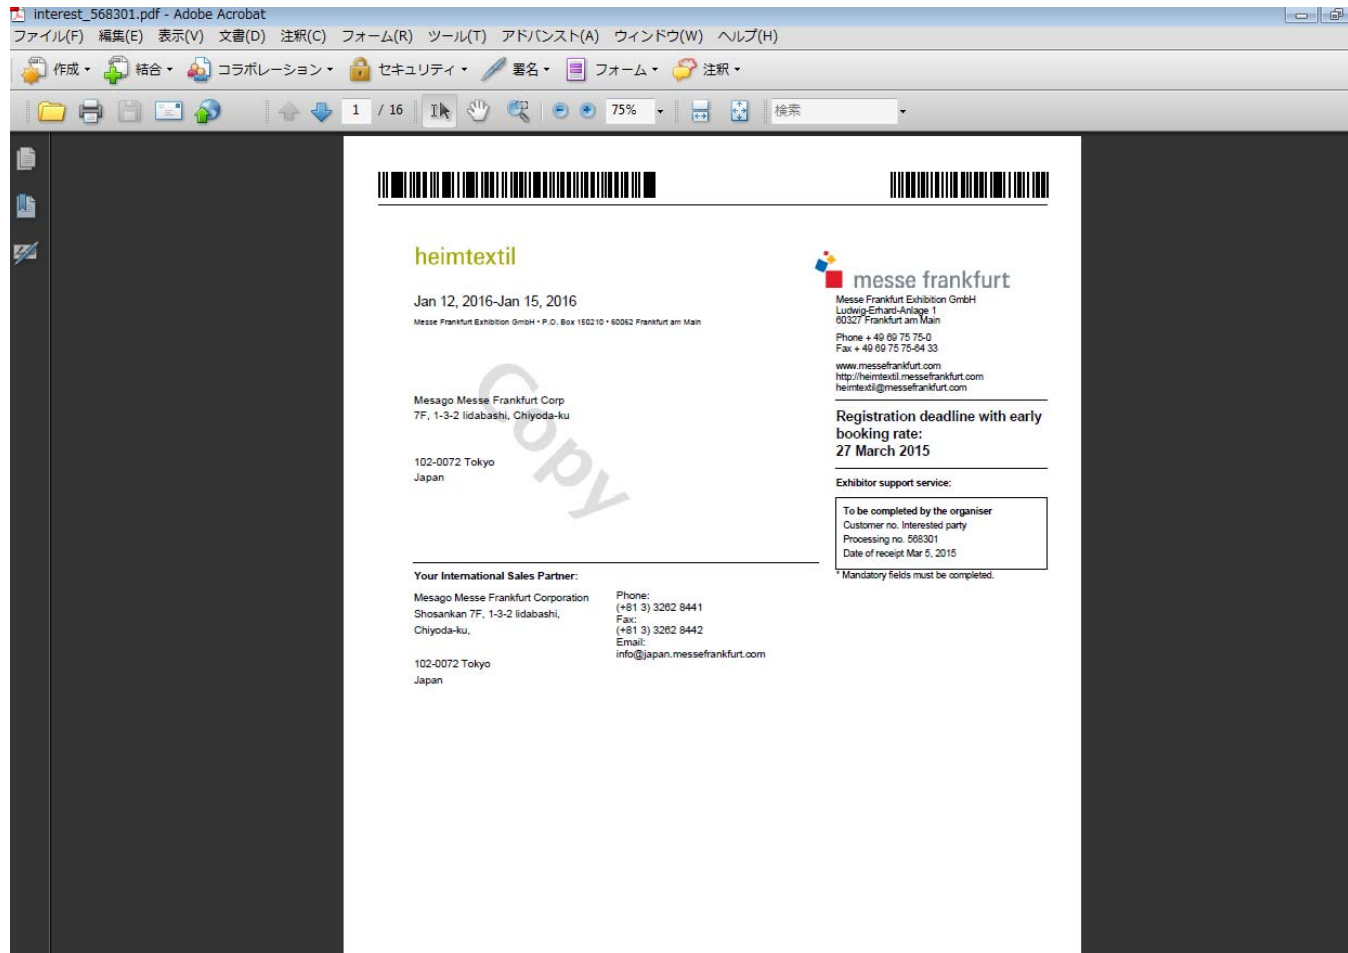 interest_568301.pdf - Adobe Acrobat
ファイル(F) 編集(E) 表示(V) 文書(D) 注釈(C) フォーム(R) ツール(T) アドバンスト(A) ウィンドウ(W) ヘルプ(H)
作成 結合 コラボレーション セキュリティ 署名 フォーム 注釈
1 / 16 75% 検索
heimtextil
Jan 12, 2016-Jan 15, 2016
Messe Frankfurt Exhibition GmbH • P.O. Box 150210 • 60062 Frankfurt am Main
messe frankfurt
Messe Frankfurt Exhibition GmbH
Ludwig-Erhard-Anlage 1
60327 Frankfurt am Main
Phone + 49 69 75 75-0
Fax + 49 69 75 75-64 33
www.messefrankfurt.com
http://heimtextil.messefrankfurt.com
heimtextil@messefrankfurt.com
Copy
Mesago Messe Frankfurt Corp
7F, 1-3-2 Iidabashi, Chiyoda-ku
102-0072 Tokyo
Japan
Registration deadline with early
booking rate:
27 March 2015
Exhibitor support service:
To be completed by the organiser
Customer no. Interested party
Processing no. 568301
Date of receipt Mar 5, 2015
* Mandatory fields must be completed.
Your International Sales Partner:
Mesago Messe Frankfurt Corporation
Shosankan 7F, 1-3-2 Iidabashi,
Chiyoda-ku,
102-0072 Tokyo
Japan
Phone:
(+81 3) 3262 8441
Fax:
(+81 3) 3262 8442
Email:
info@japan.messefrankfurt.com